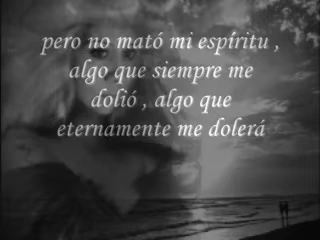 pero no mató mi espíritu ,
algo que siempre me
dolió , algo que
eternamente me dolerá